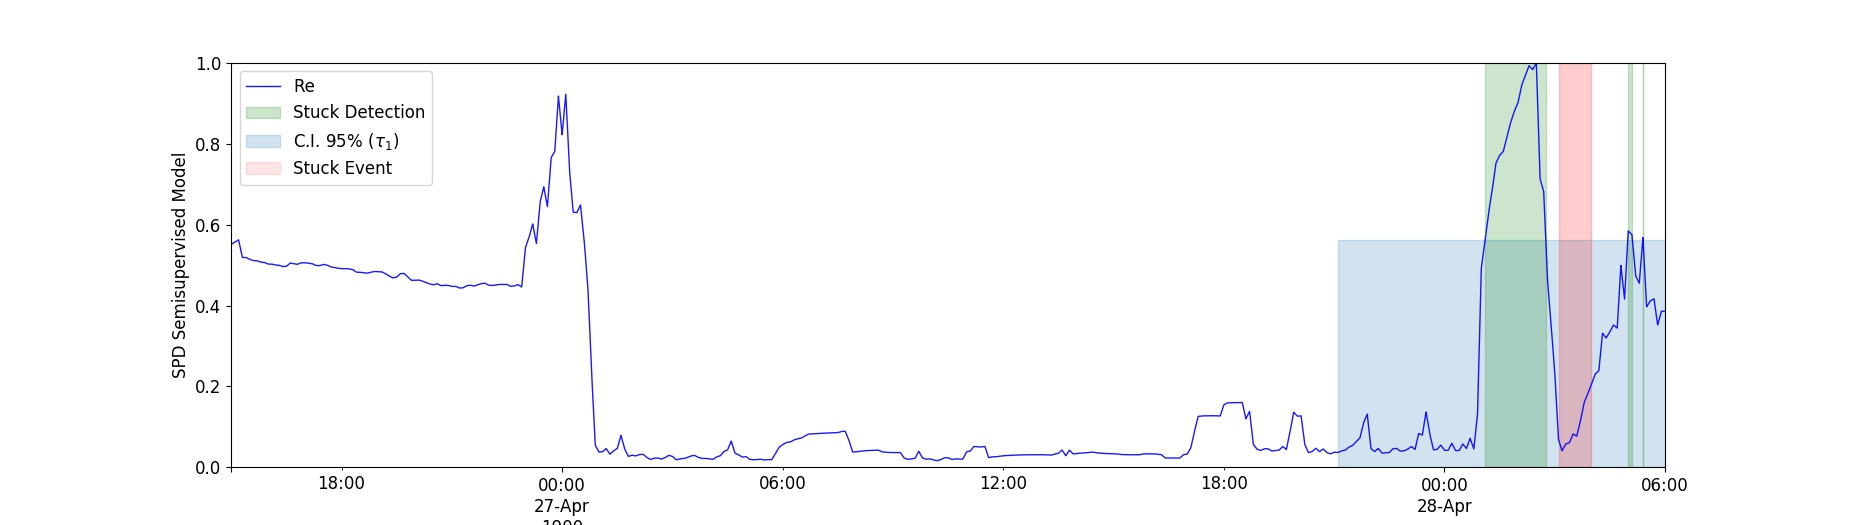 1.0
0.8
0.6
0.4
0.2
0.0
SPD Semisupervised Model
Re
Stuck Detection
C.I. 95% (τ₁)
Stuck Event
18:00
00:00
27-Apr
1900
06:00
12:00
18:00
00:00
28-Apr
06:00